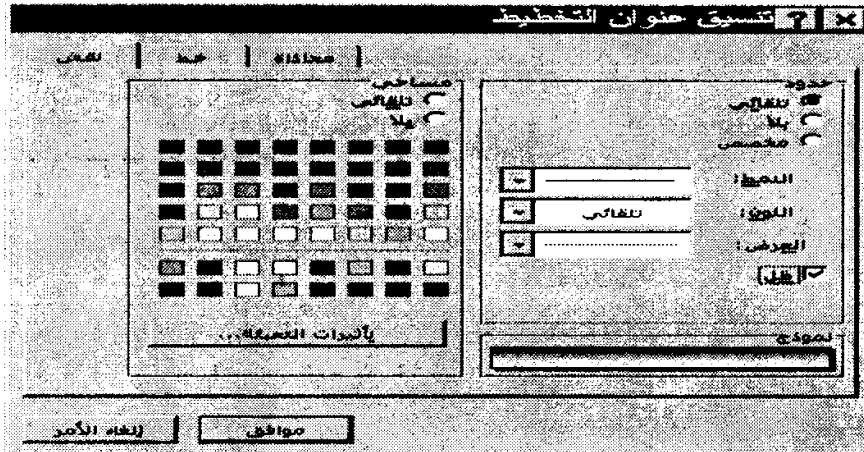 تنسيق عنوان التخطيط
نقش
خط
محاذاة
حدود
تلقائي
بلا
مخصص
النمط:
اللون: تلقائي
العرض:
ظل
نموذج
مساحي
تلقائي
بلا
تأثيرات التعبئة...
موافق
إلغاء الأمر